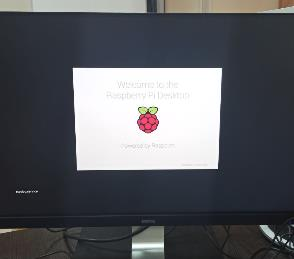 Welcome to the
Raspberry Pi Desktop
Powered by Raspbian